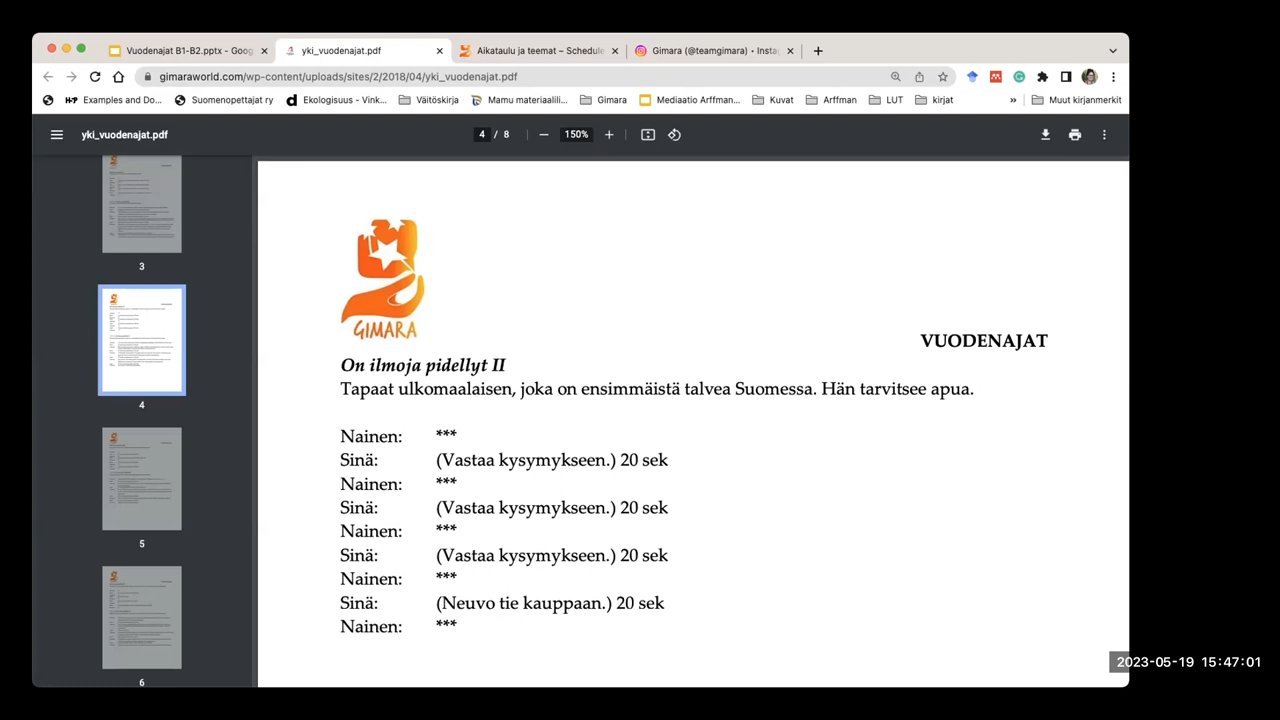 Vuodenajat B1-B2.pptx - Goog
yki_vuodenajat.pdf
Aikataulu ja teemat – Schedule
Gimara (@teamgimara) • Insta
gimaraworld.com/wp-content/uploads/sites/2/2018/04/yki_vuodenajat.pdf
Examples and Do...
Suomenopettajat ry
Ekologisuus - Vink...
Väitöskirja
Mamu materiaalili...
Gimara
Mediaatio Arffman...
Kuvat
Arffman
LUT
kirjat
»
Muut kirjanmerkit
yki_vuodenajat.pdf
4 / 8
150%
3
4
5
6
GIMARA
VUODENAJAT
On ilmoja pidellyt II
Tapaat ulkomaalaisen, joka on ensimmäistä talvea Suomessa. Hän tarvitsee apua.
Nainen: ***
Sinä: (Vastaa kysymykseen.) 20 sek
Nainen: ***
Sinä: (Vastaa kysymykseen.) 20 sek
Nainen: ***
Sinä: (Vastaa kysymykseen.) 20 sek
Nainen: ***
Sinä: (Neuvo tie kauppaan.) 20 sek
Nainen: ***
2023-05-19 15:47:01